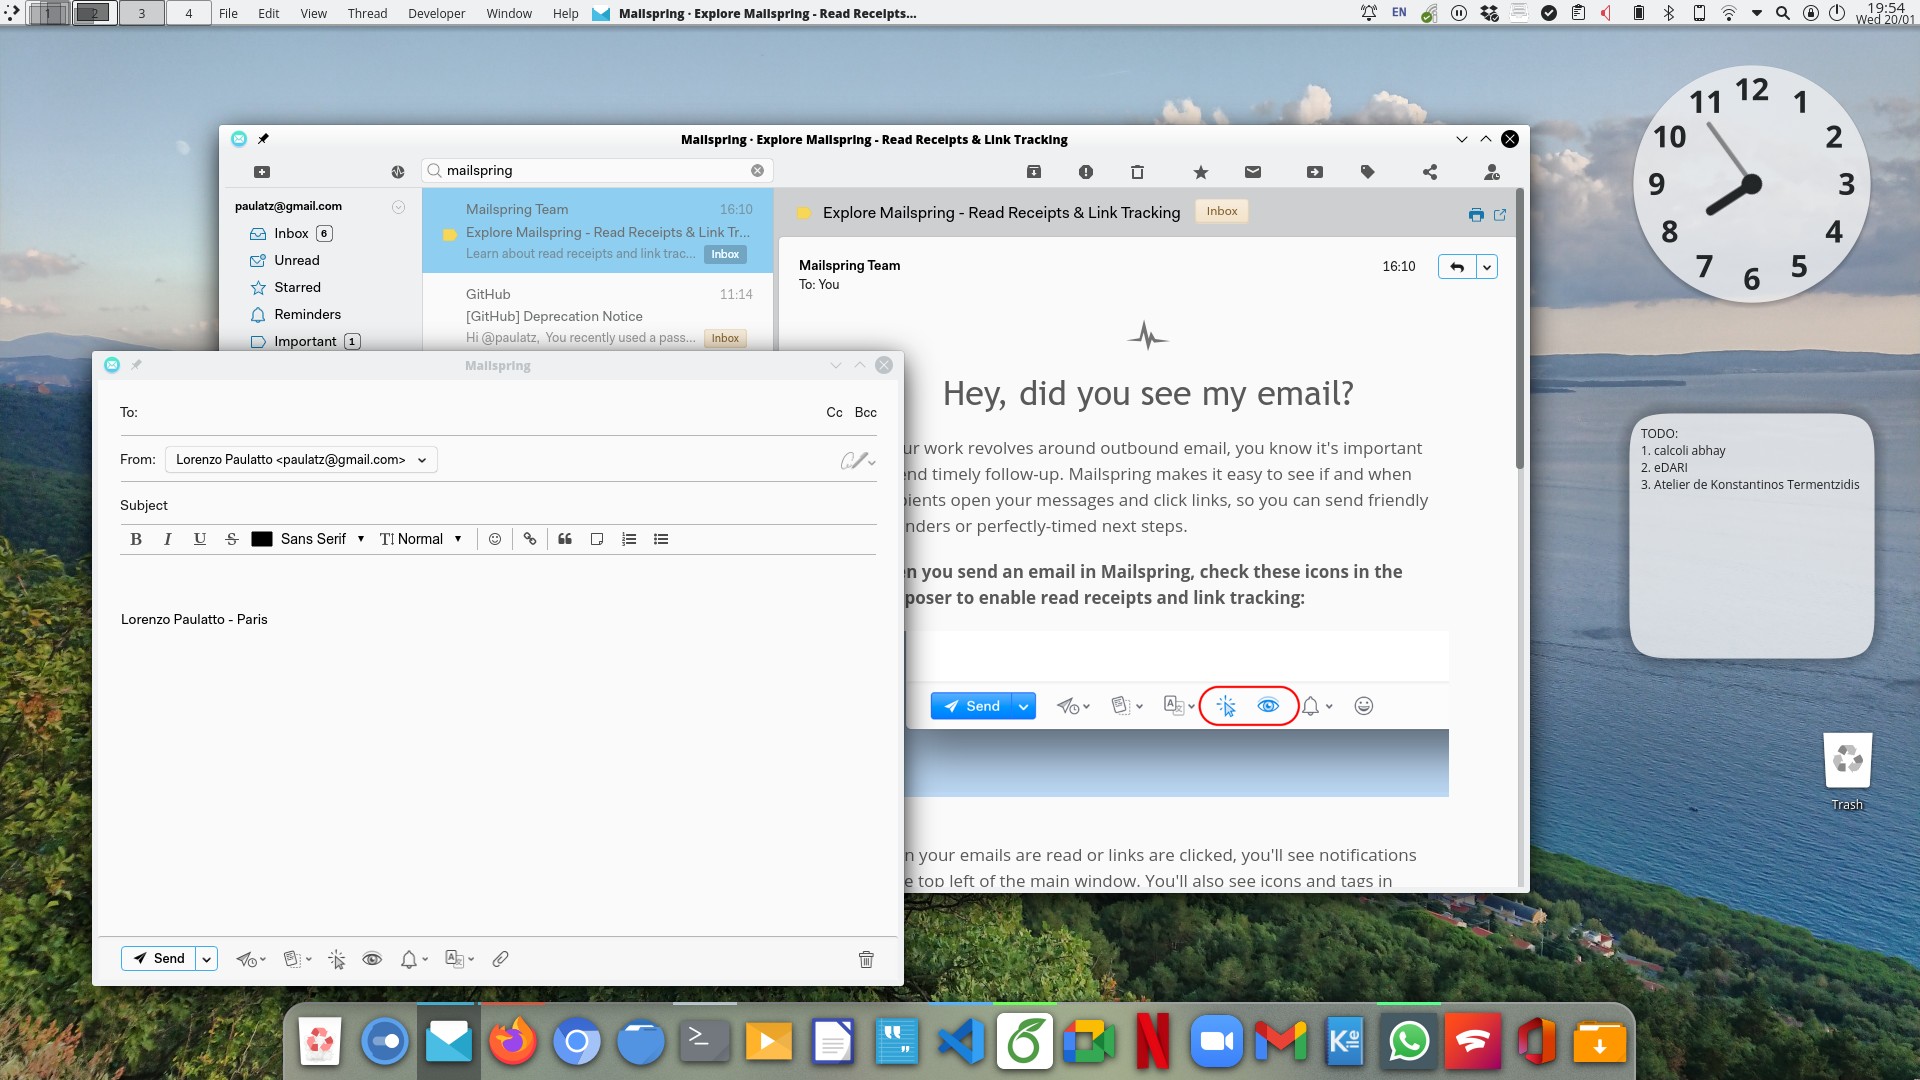 1 2 3 4 File Edit View Thread Developer Window Help Mailspring · Explore Mailspring - Read Receipts... EN 19:54
Wed 20/01
Mailspring · Explore Mailspring - Read Receipts & Link Tracking
mailspring
paulatz@gmail.com
Inbox 6
Unread
Starred
Reminders
Important 1
Mailspring Team 16:10
Explore Mailspring - Read Receipts & Link Tr...
Learn about read receipts and link trac... Inbox
GitHub 11:14
[GitHub] Deprecation Notice
Hi @paulatz, You recently used a pass... Inbox
Explore Mailspring - Read Receipts & Link Tracking Inbox
Mailspring Team 16:10
To: You
Hey, did you see my email?
ur work revolves around outbound email, you know it's important
end timely follow-up. Mailspring makes it easy to see if and when
pients open your messages and click links, so you can send friendly
nders or perfectly-timed next steps.
en you send an email in Mailspring, check these icons in the
poser to enable read receipts and link tracking:
Send
n your emails are read or links are clicked, you'll see notifications
e top left of the main window. You'll also see icons and tags in
Mailspring
To: Cc Bcc
From: Lorenzo Paulatto <paulatz@gmail.com>
Subject
B I U S Sans Serif Normal
Lorenzo Paulatto - Paris
Send
12 1 2 3 4 5 6 7 8 9 10 11
TODO:
1. calcoli abhay
2. eDARI
3. Atelier de Konstantinos Termentzidis
Trash
Kile